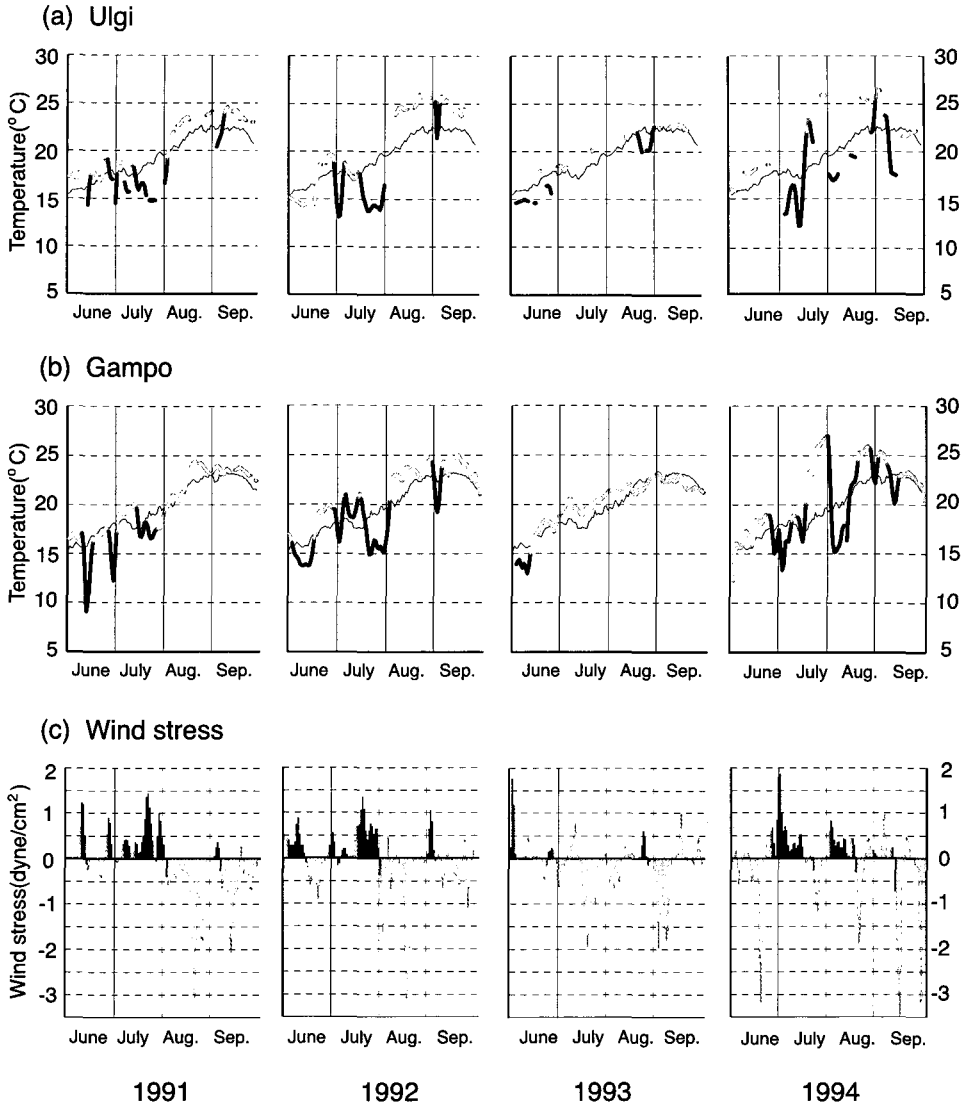 (a) Ulgi
30 30
25 25
20 20
15 15
10 10
5 5
Temperature(°C)
June July Aug. Sep. June July Aug. Sep. June July Aug. Sep. June July Aug. Sep.
(b) Gampo
30 30
25 25
20 20
15 15
10 10
5 5
Temperature(°C)
June July Aug. Sep. June July Aug. Sep. June July Aug. Sep. June July Aug. Sep.
(c) Wind stress
2 2
1 1
0 0
-1 -1
-2 -2
-3 -3
Wind stress(dyne/cm²)
June July Aug. Sep. June July Aug. Sep. June July Aug. Sep. June July Aug. Sep.
1991 1992 1993 1994